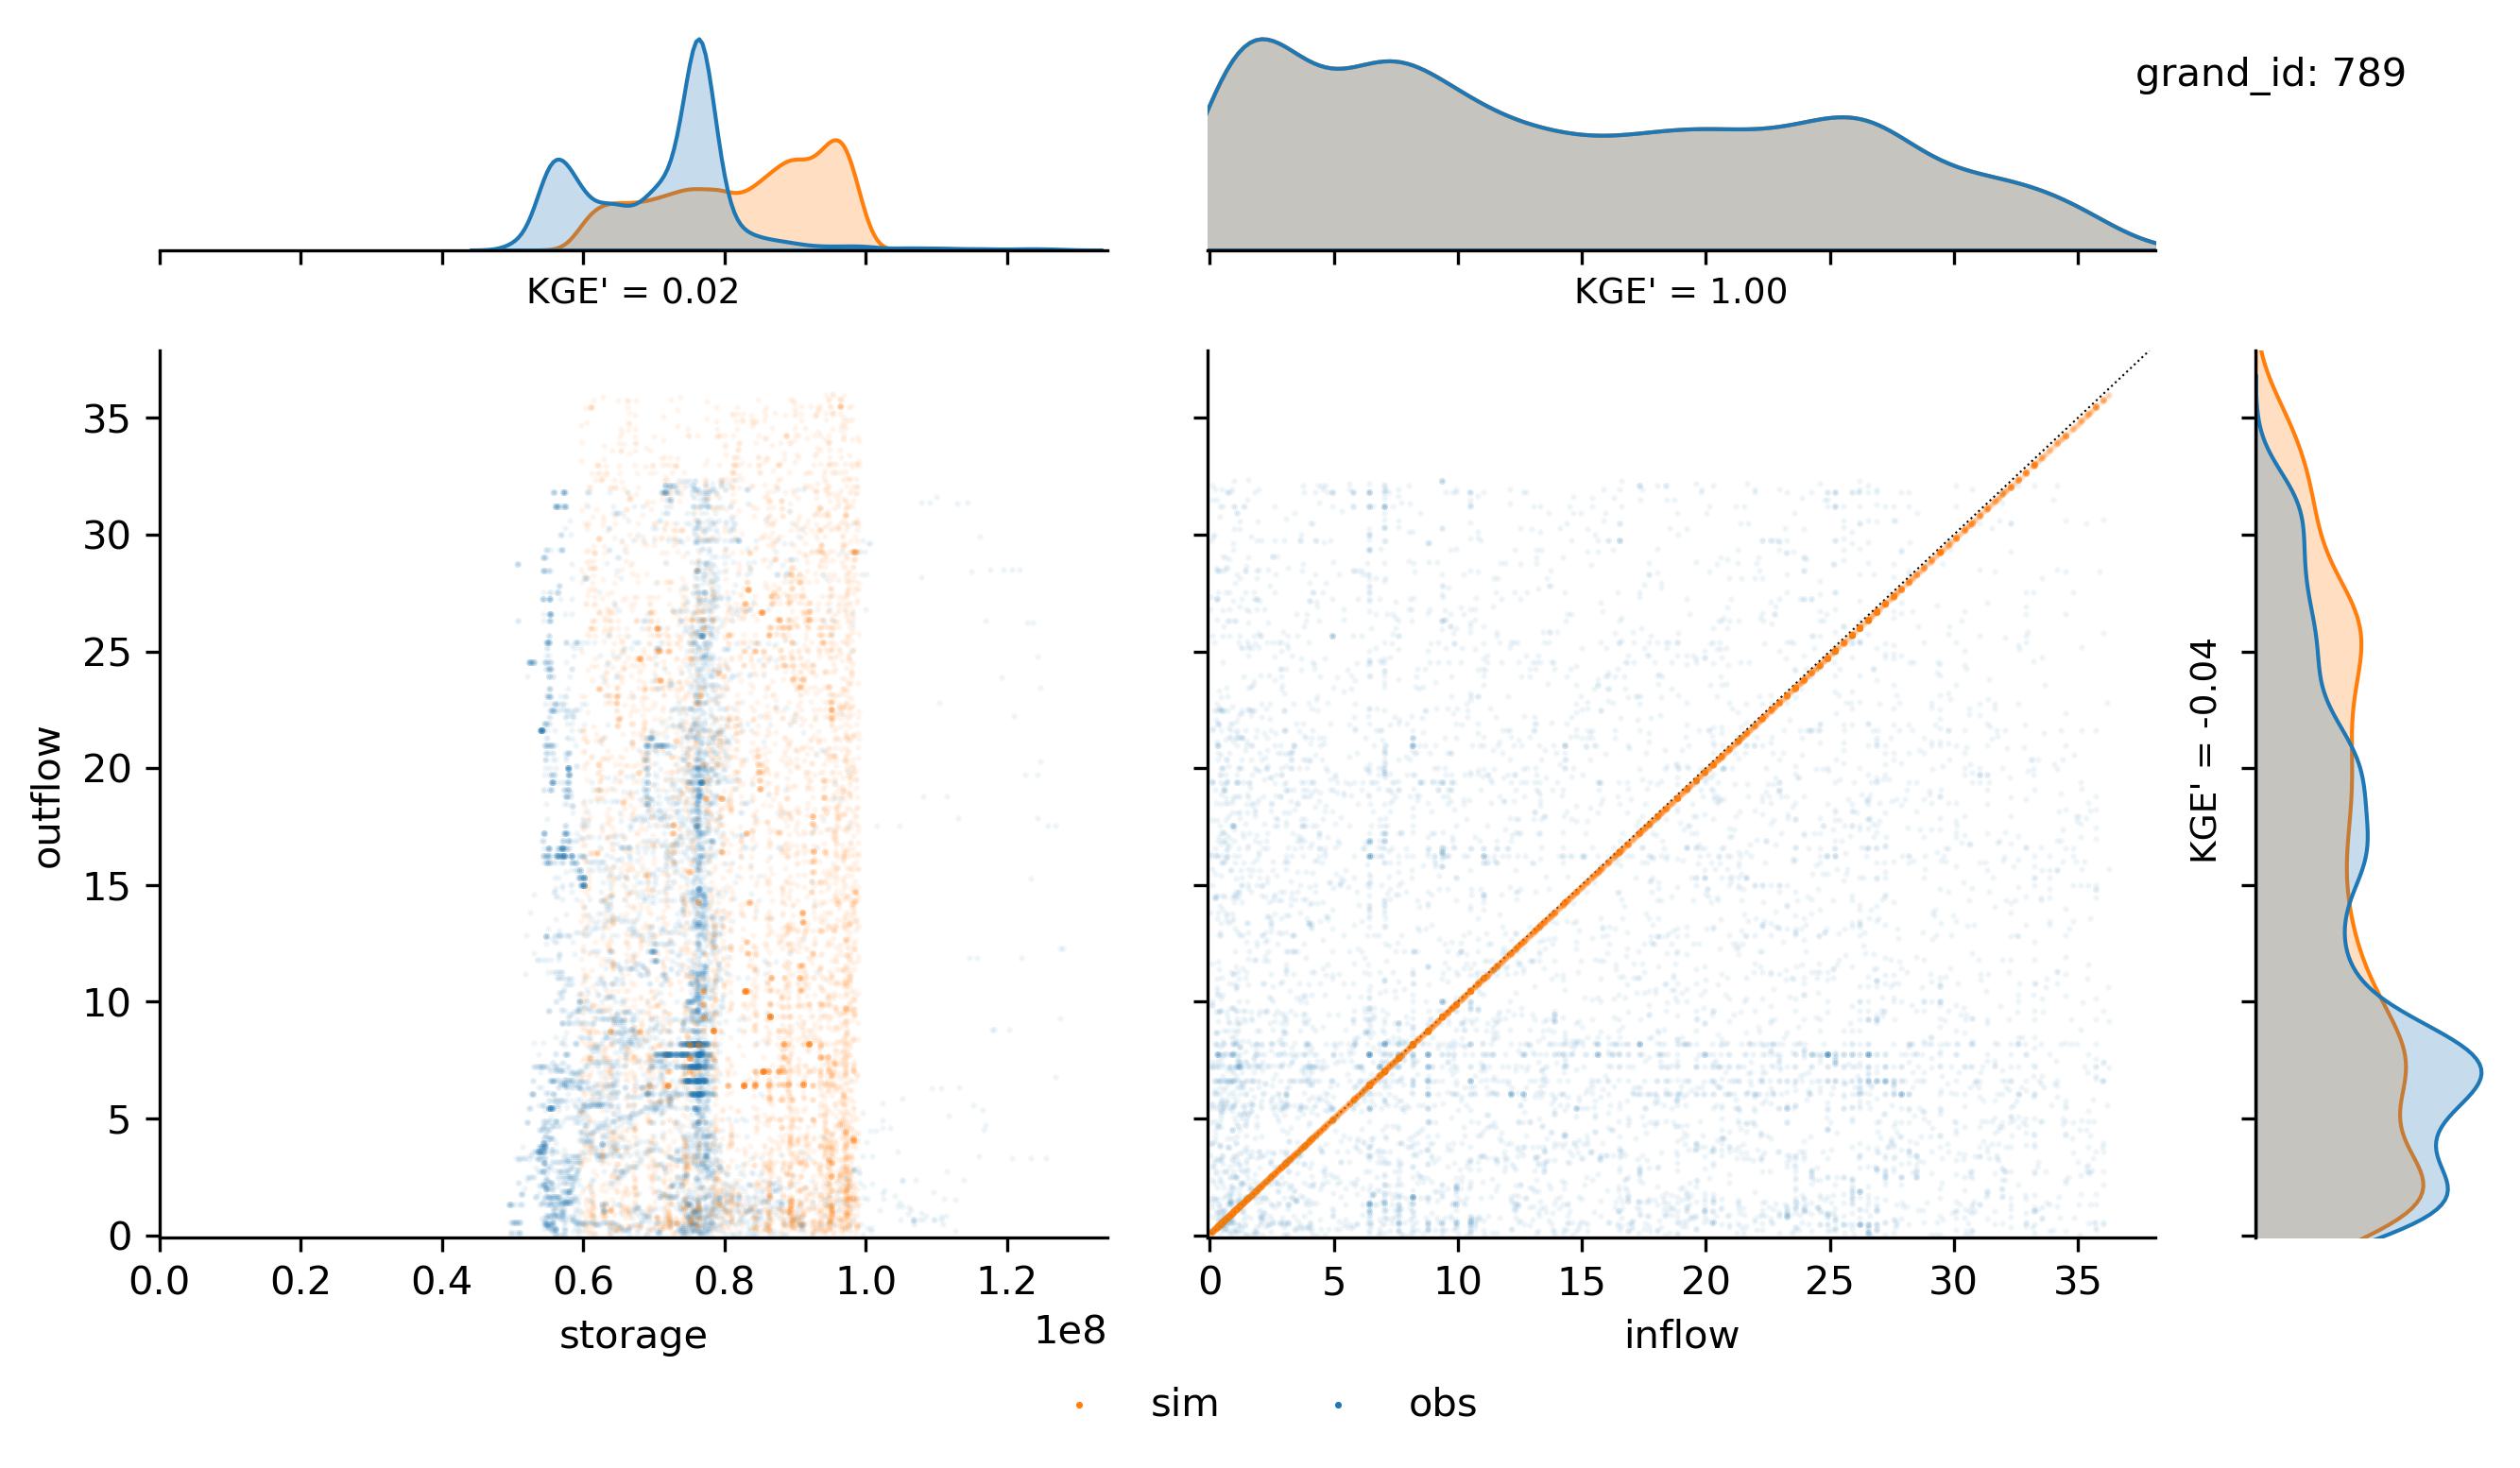 grand_id: 789
KGE' = 0.02
KGE' = 1.00
outflow
35
30
25
20
15
10
5
0
KGE' = -0.04
0.0 0.2 0.4 0.6 0.8 1.0 1.2
0 5 10 15 20 25 30 35
storage
1e8
inflow
sim obs